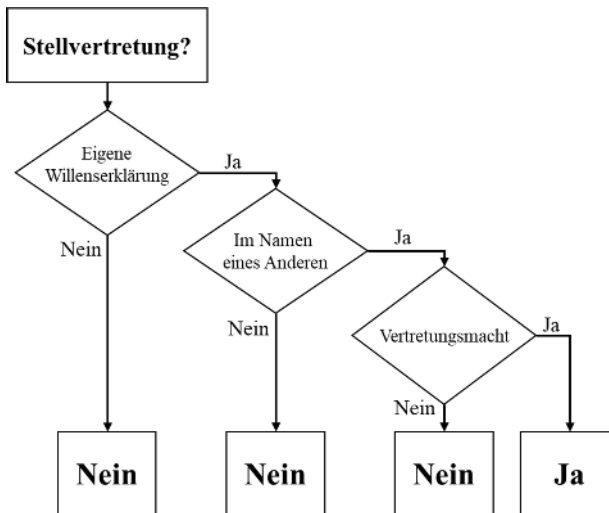 Stellvertretung?
Eigene
Willenserklärung
Ja
Nein
Im Namen
eines Anderen
Ja
Nein
Vertretungsmacht
Ja
Nein
Nein
Nein
Nein
Ja